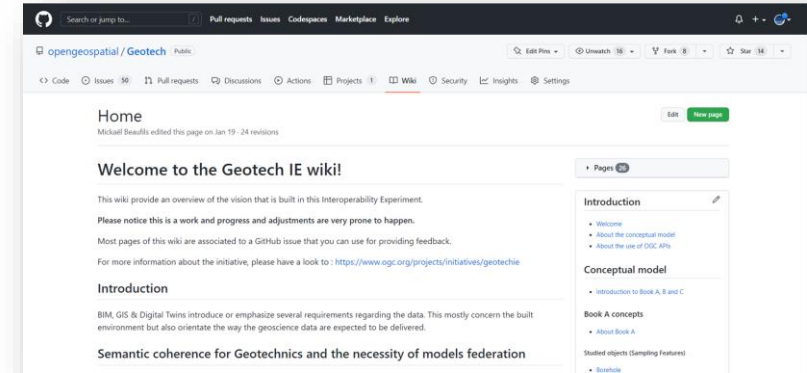 Search or jump to...
/
Pull requests Issues Codespaces Marketplace Explore
opengeospatial / Geotech Public
Edit Pins Unwatch 16 Fork 8 Star 14
Code Issues 50 Pull requests Discussions Actions Projects 1 Wiki Security Insights Settings
Home
Edit New page
Mickaël Beaufils edited this page on Jan 19 · 24 revisions
Welcome to the Geotech IE wiki!
This wiki provide an overview of the vision that is built in this Interoperability Experiment.
Please notice this is a work and progress and adjustments are very prone to happen.
Most pages of this wiki are associated to a GitHub issue that you can use for providing feedback.
For more information about the initiative, please have a look to : https://www.ogc.org/projects/initiatives/geotechie
Introduction
BIM, GIS & Digital Twins introduce or emphasize several requirements regarding the data. This mostly concern the built
environment but also orientate the way the geoscience data are expected to be delivered.
Semantic coherence for Geotechnics and the necessity of models federation
Pages 26
Introduction
Welcome
About the conceptual model
About the use of OGC APIs
Conceptual model
Introduction to Book A, B and C
Book A concepts
About Book A
Studied objects (Sampling Features)
Borehole